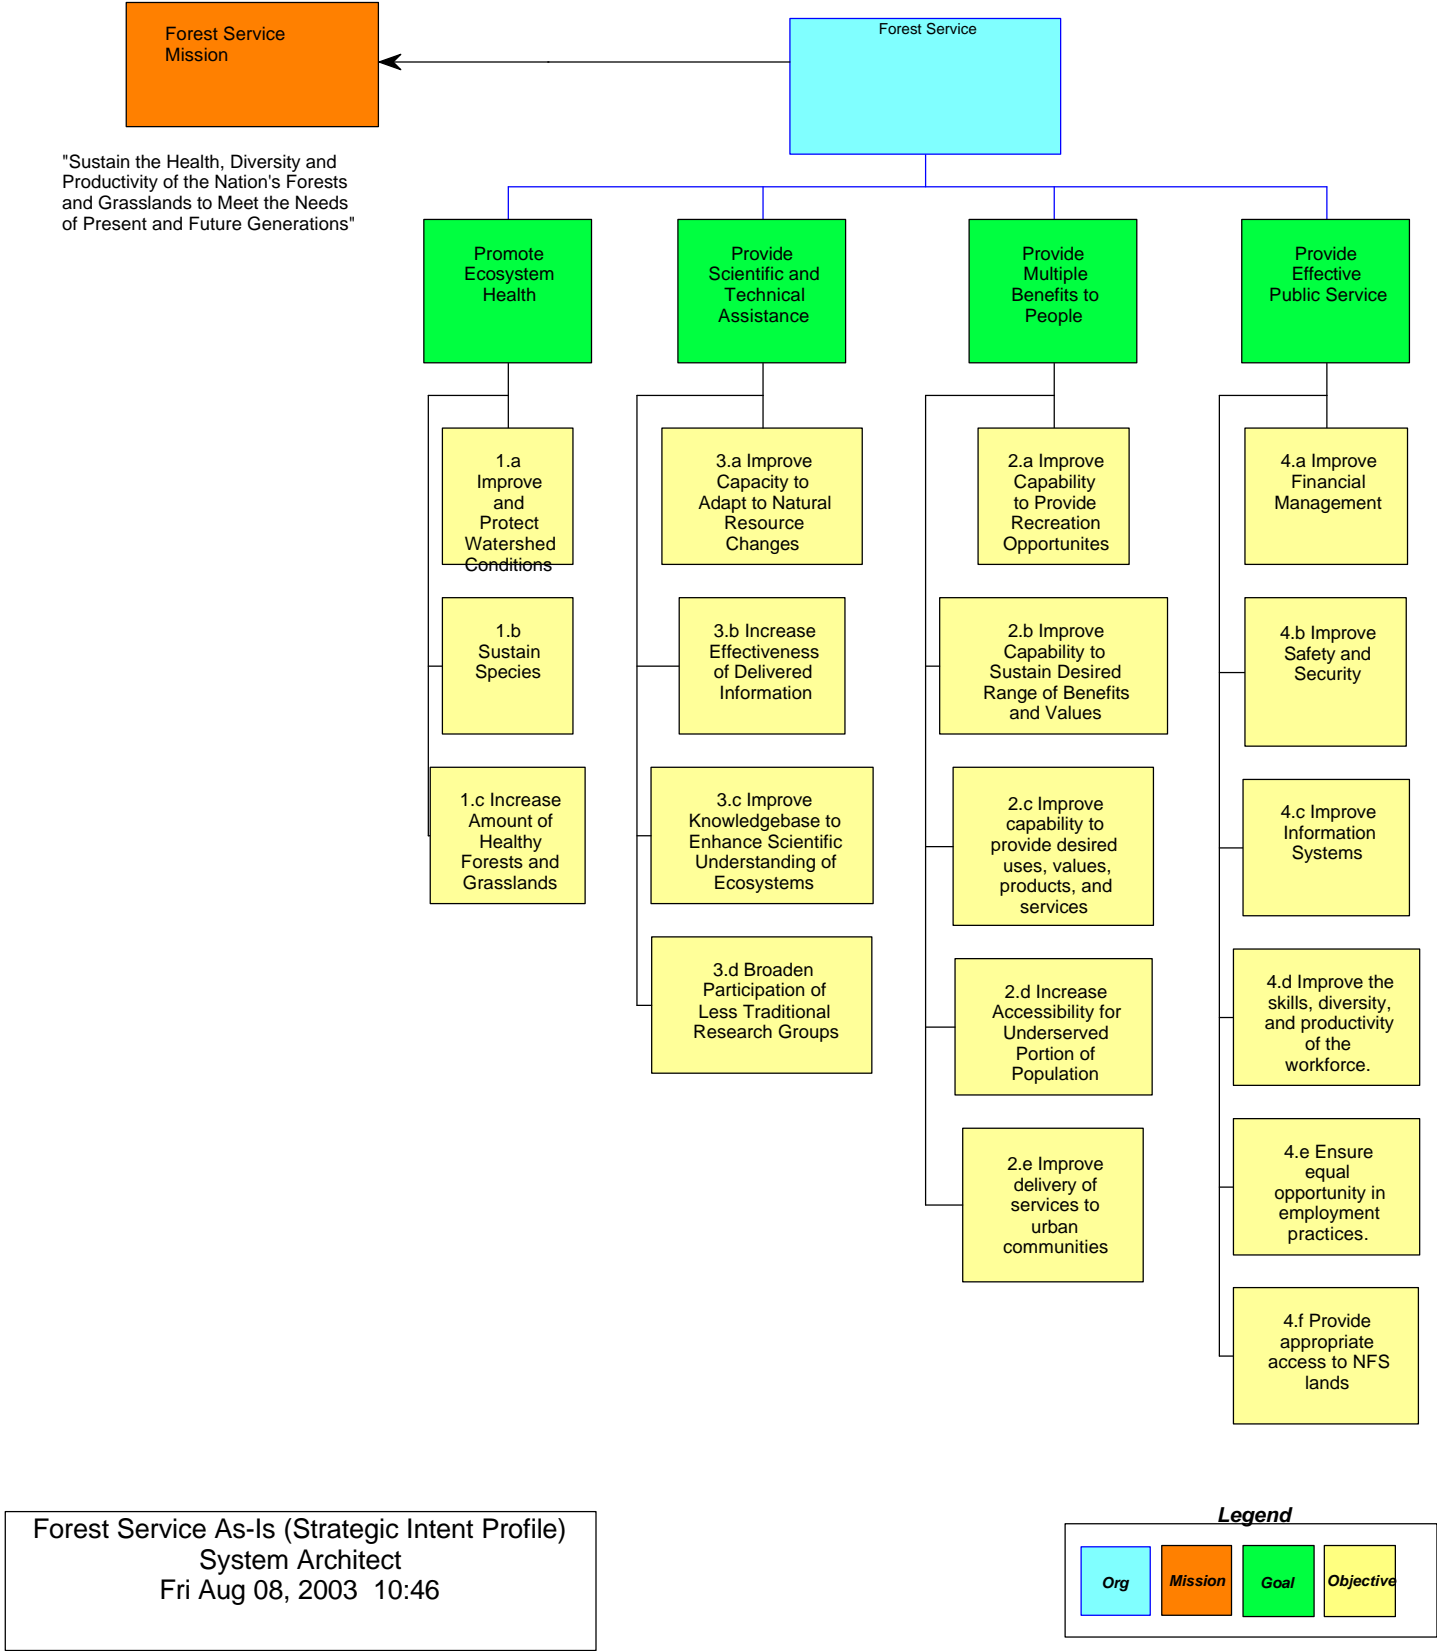 Forest Service
Mission
Forest Service
"Sustain the Health, Diversity and
Productivity of the Nation's Forests
and Grasslands to Meet the Needs
of Present and Future Generations"
Promote
Ecosystem
Health
Provide
Scientific and
Technical
Assistance
Provide
Multiple
Benefits to
People
Provide
Effective
Public Service
1.a
Improve
and
Protect
Watershed
Conditions
3.a Improve
Capacity to
Adapt to Natural
Resource
Changes
2.a Improve
Capability
to Provide
Recreation
Opportunites
4.a Improve
Financial
Management
1.b
Sustain
Species
3.b Increase
Effectiveness
of Delivered
Information
2.b Improve
Capability to
Sustain Desired
Range of Benefits
and Values
4.b Improve
Safety and
Security
1.c Increase
Amount of
Healthy
Forests and
Grasslands
3.c Improve
Knowledgebase to
Enhance Scientific
Understanding of
Ecosystems
2.c Improve
capability to
provide desired
uses, values,
products, and
services
4.c Improve
Information
Systems
3.d Broaden
Participation of
Less Traditional
Research Groups
2.d Increase
Accessibility for
Underserved
Portion of
Population
4.d Improve the
skills, diversity,
and productivity
of the
workforce.
2.e Improve
delivery of
services to
urban
communities
4.e Ensure
equal
opportunity in
employment
practices.
4.f Provide
appropriate
access to NFS
lands
Forest Service As-Is (Strategic Intent Profile)
System Architect
Fri Aug 08, 2003 10:46
Legend
Org
Mission
Goal
Objective